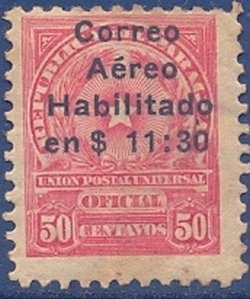 Correo
Aéreo
Habilitado
en $ 11:30
UNION POSTAL UNIVERSAL
OFICIAL
50 CENTAVOS 50